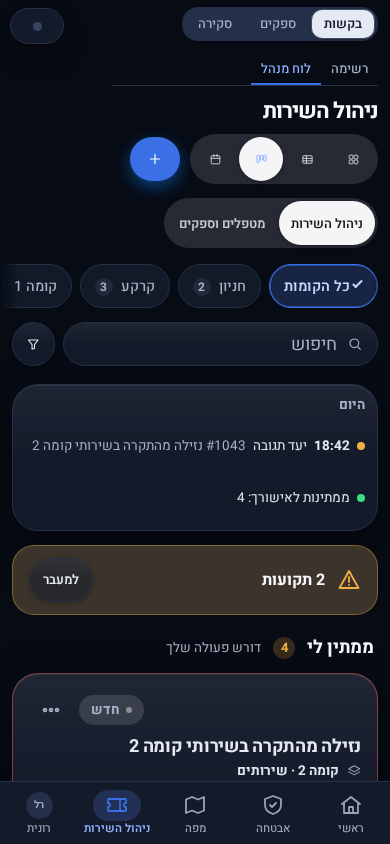 בקשות ספקים סקירה
רשימה לוח מנהל
ניהול השירות
ניהול השירות מטפלים וספקים
כל הקומות חניון 2 קרקע 3 קומה 1
חיפוש
היום
18:42 יעד תגובה #1043 נזילה מהתקרה בשירותי קומה 2
ממתינות לאישורך: 4
2 תקועות למעבר
ממתין לי 4 דורש פעולה שלך
חדש
נזילה מהתקרה בשירותי קומה 2
קומה 2 · שירותים
רל
ראשי אבטחה מפה ניהול השירות רונית